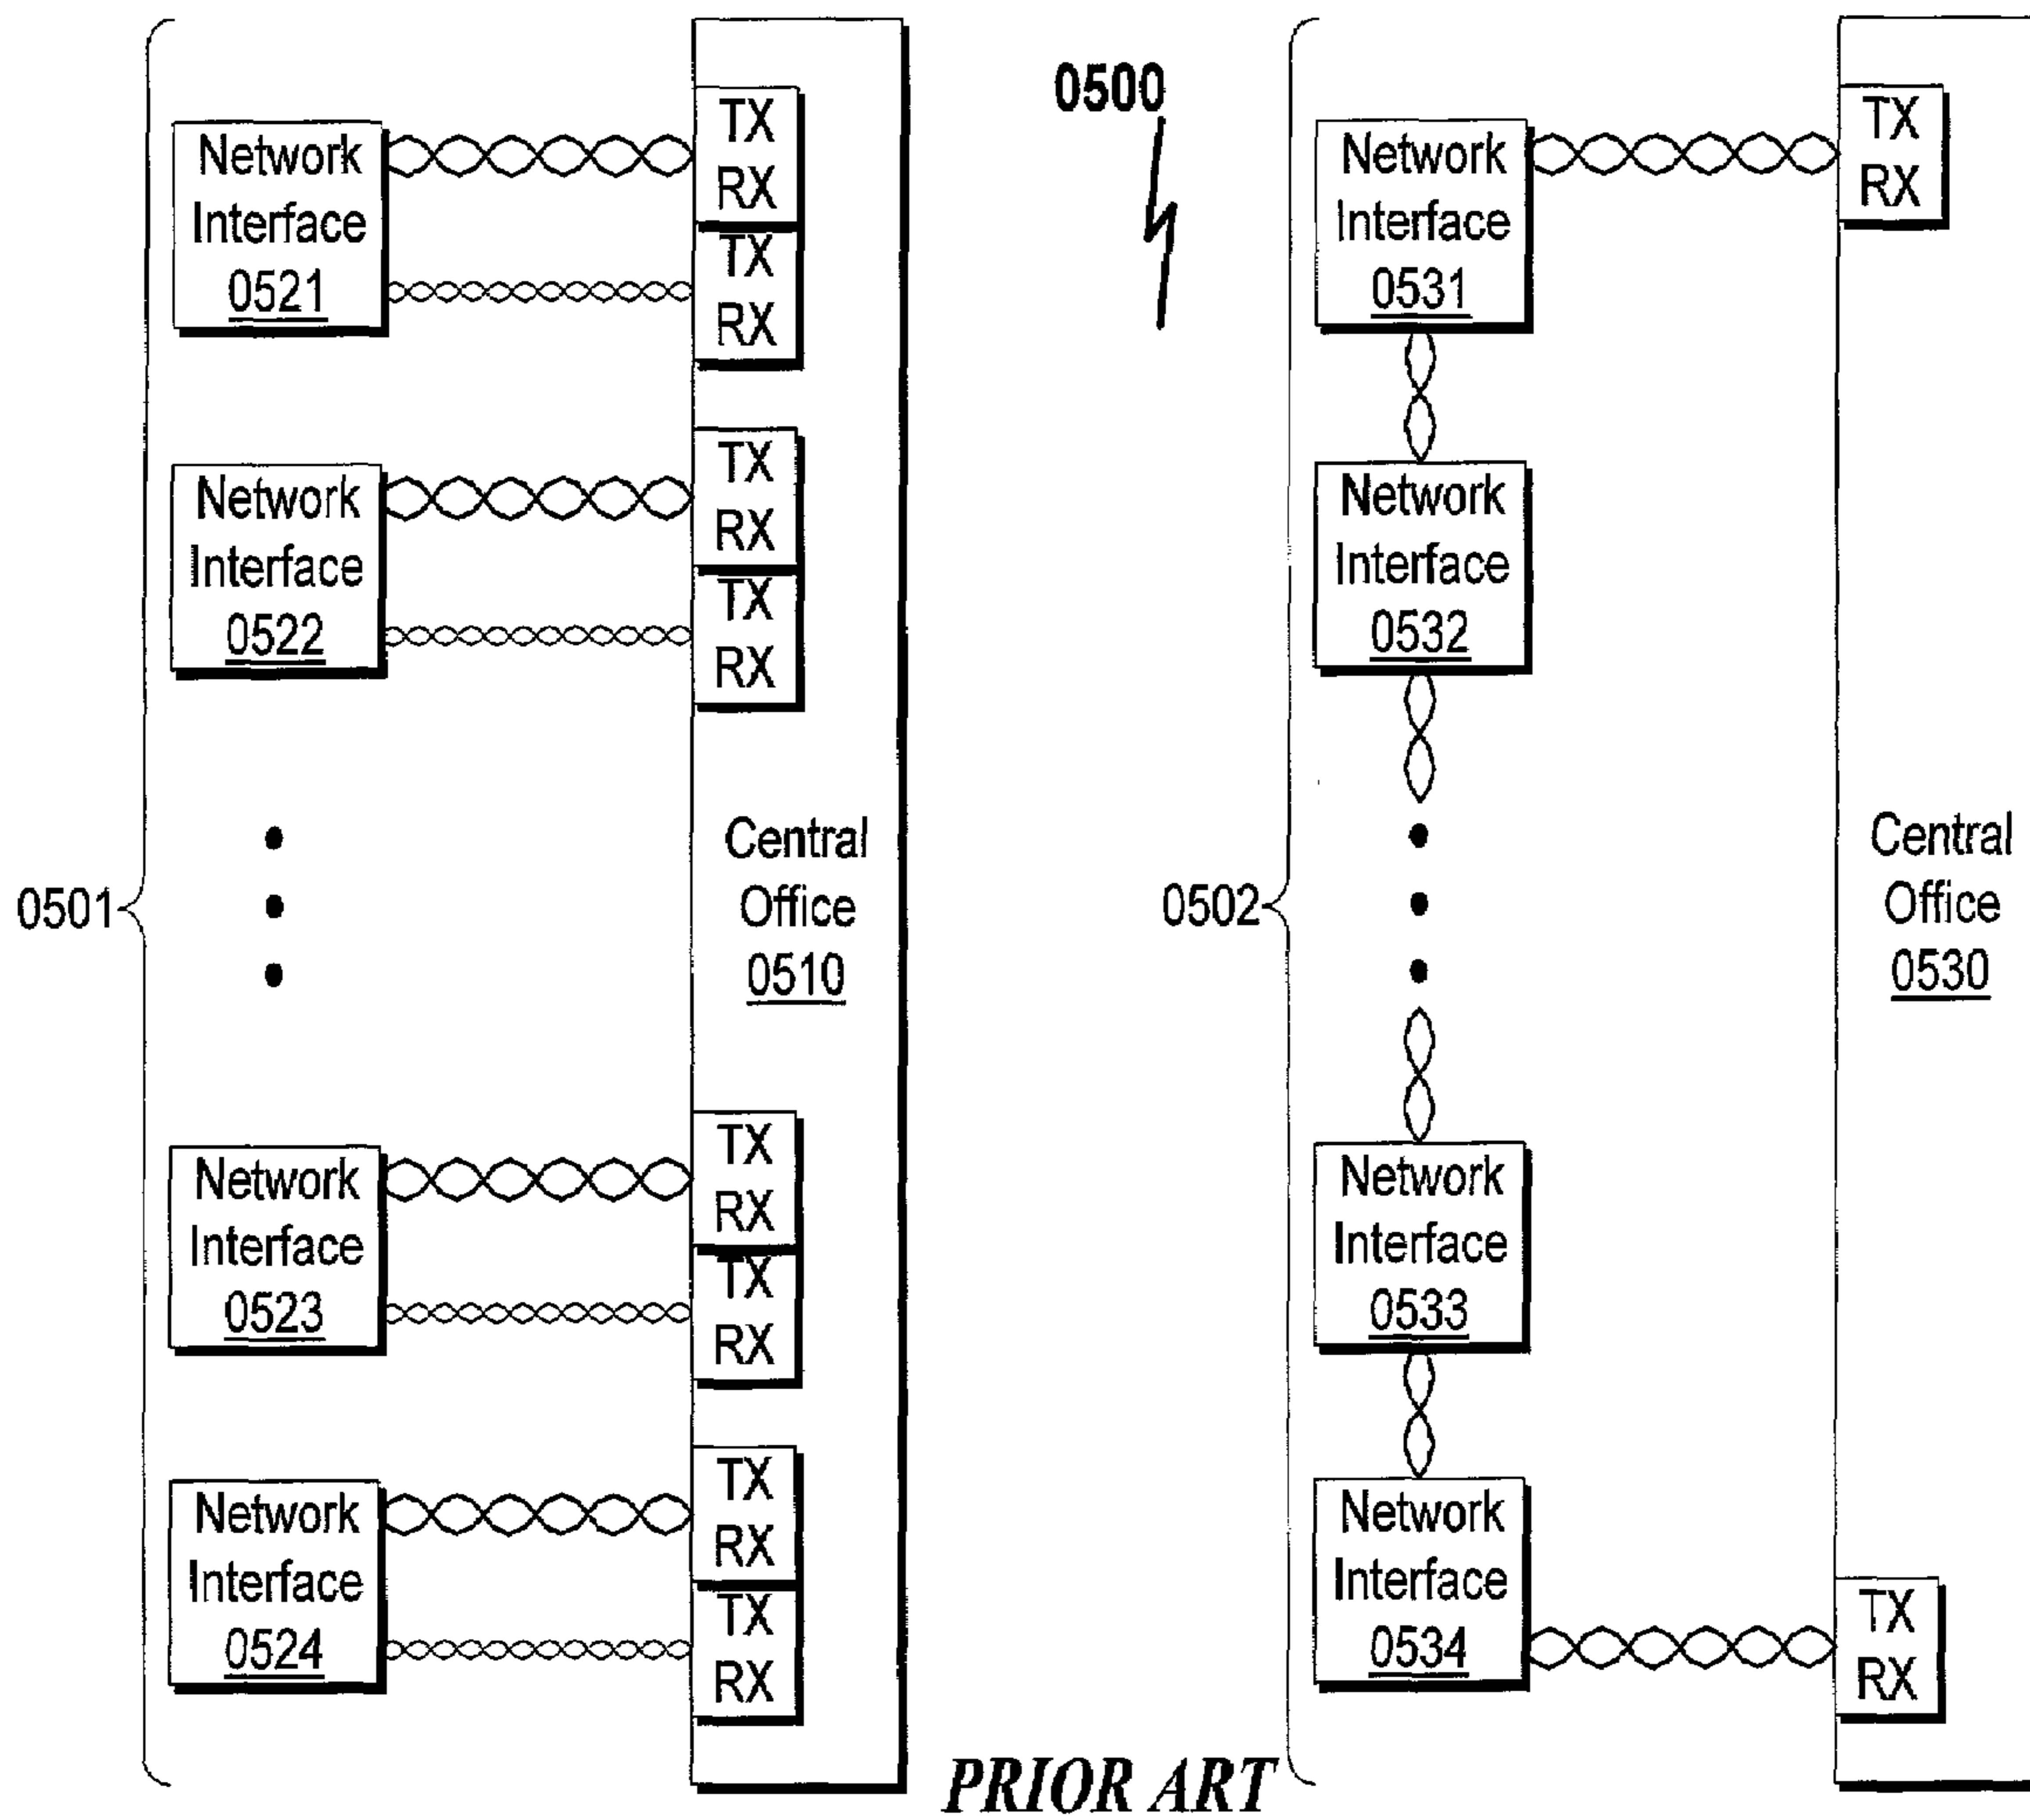 0500
0501
Network
Interface
0521
TX
RX
TX
RX
Network
Interface
0522
TX
RX
TX
RX
Central
Office
0510
Network
Interface
0523
TX
RX
TX
RX
Network
Interface
0524
TX
RX
TX
RX
0502
Network
Interface
0531
TX
RX
Network
Interface
0532
Central
Office
0530
Network
Interface
0533
Network
Interface
0534
TX
RX
PRIOR ART